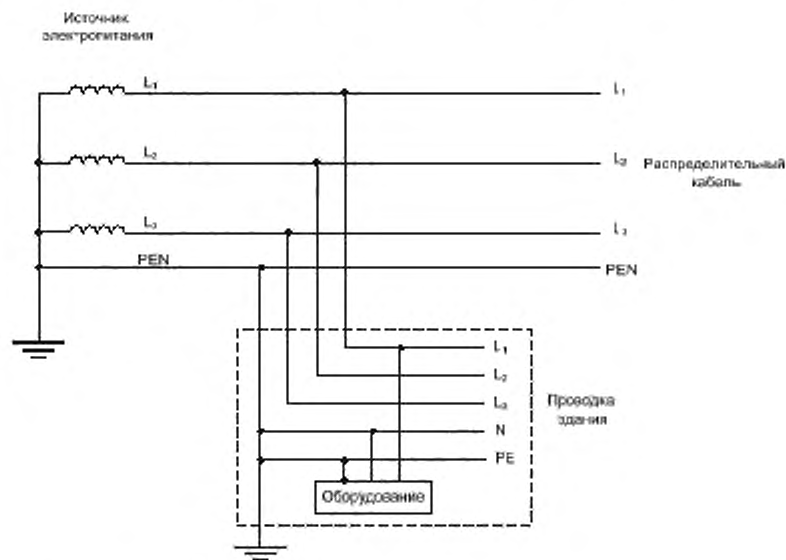 Источник
электропитания
L₁
L₁
L₂
L₂
Распределительный
кабель
L₃
L₃
PEN
PEN
L₁
L₂
L₃
Проводка
здания
N
PE
Оборудование